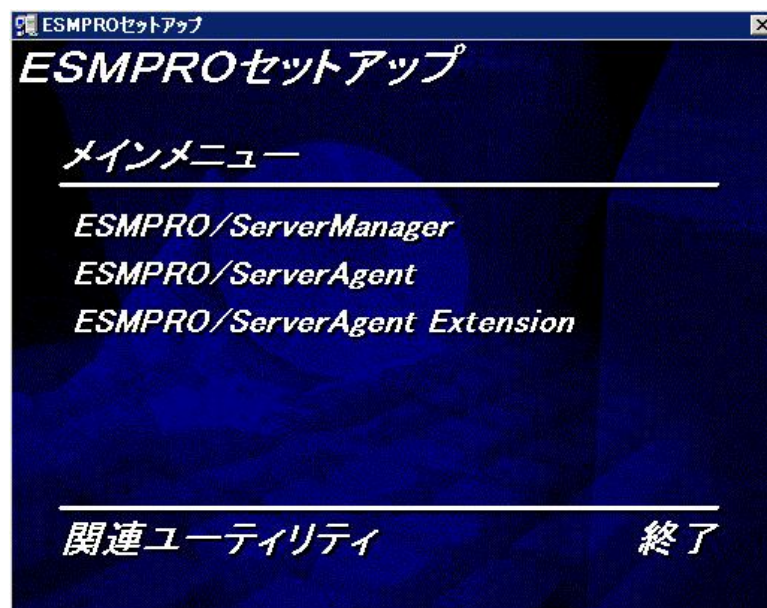 ESMPROセットアップ
ESMPROセットアップ
メインメニュー
ESMPRO/ServerManager
ESMPRO/ServerAgent
ESMPRO/ServerAgent Extension
関連ユーティリティ 終了